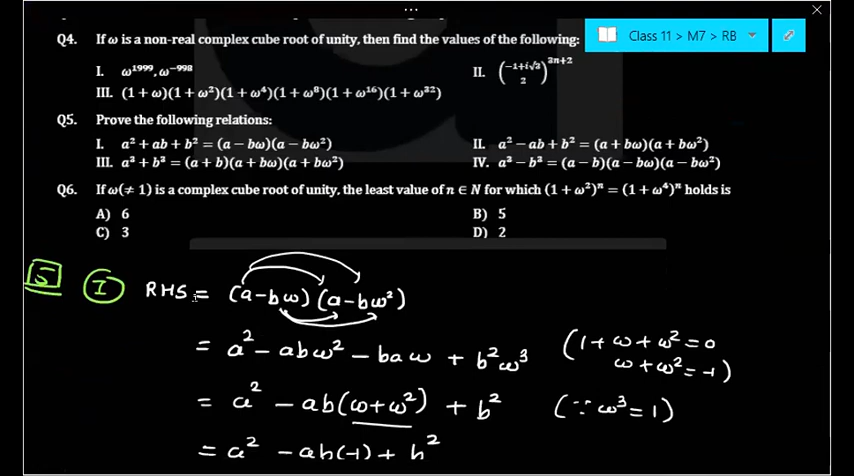 Q4. If ω is a non-real complex cube root of unity, then find the values of the following:
Class 11 > M7 > RB
I. ω¹⁹⁹⁹, ω⁻⁹⁹⁸ II. ((−1+i√3)/2)³ⁿ⁺²
III. (1 + ω)(1 + ω²)(1 + ω⁴)(1 + ω⁸)(1 + ω¹⁶)(1 + ω³²)
Q5. Prove the following relations:
I. a² + ab + b² = (a − bω)(a − bω²) II. a² − ab + b² = (a + bω)(a + bω²)
III. a³ + b³ = (a + b)(a + bω)(a + bω²) IV. a³ − b³ = (a − b)(a − bω)(a − bω²)
Q6. If ω(≠ 1) is a complex cube root of unity, the least value of n ∈ N for which (1 + ω²)ⁿ = (1 + ω⁴)ⁿ holds is
A) 6 B) 5
C) 3 D) 2
5 I RHS = (a − bω)(a − bω²)
= a² − abω² − baω + b²ω³ (1 + ω + ω² = 0
ω + ω² = −1)
= a² − ab(ω + ω²) + b² (∵ ω³ = 1)
= a² − ab(−1) + b²